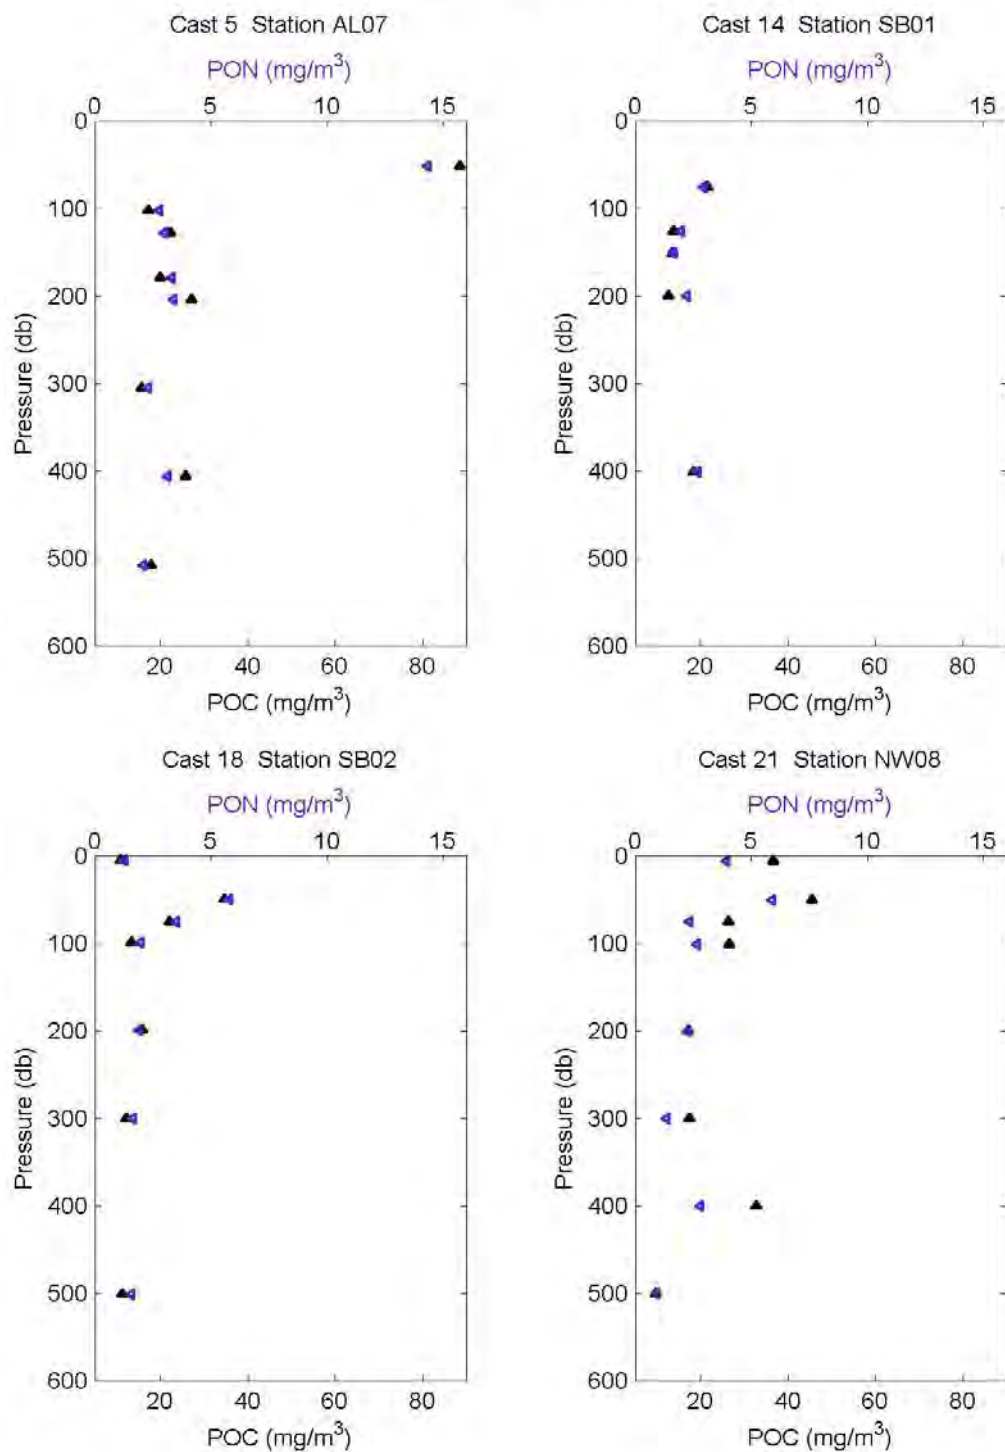 Cast 5 Station AL07
PON (mg/m³)
0 5 10 15
0
100
200
300
400
500
600
Pressure (db)
20 40 60 80
POC (mg/m³)
Cast 14 Station SB01
PON (mg/m³)
0 5 10 15
0
100
200
300
400
500
600
Pressure (db)
20 40 60 80
POC (mg/m³)
Cast 18 Station SB02
PON (mg/m³)
0 5 10 15
0
100
200
300
400
500
600
Pressure (db)
20 40 60 80
POC (mg/m³)
Cast 21 Station NW08
PON (mg/m³)
0 5 10 15
0
100
200
300
400
500
600
Pressure (db)
20 40 60 80
POC (mg/m³)